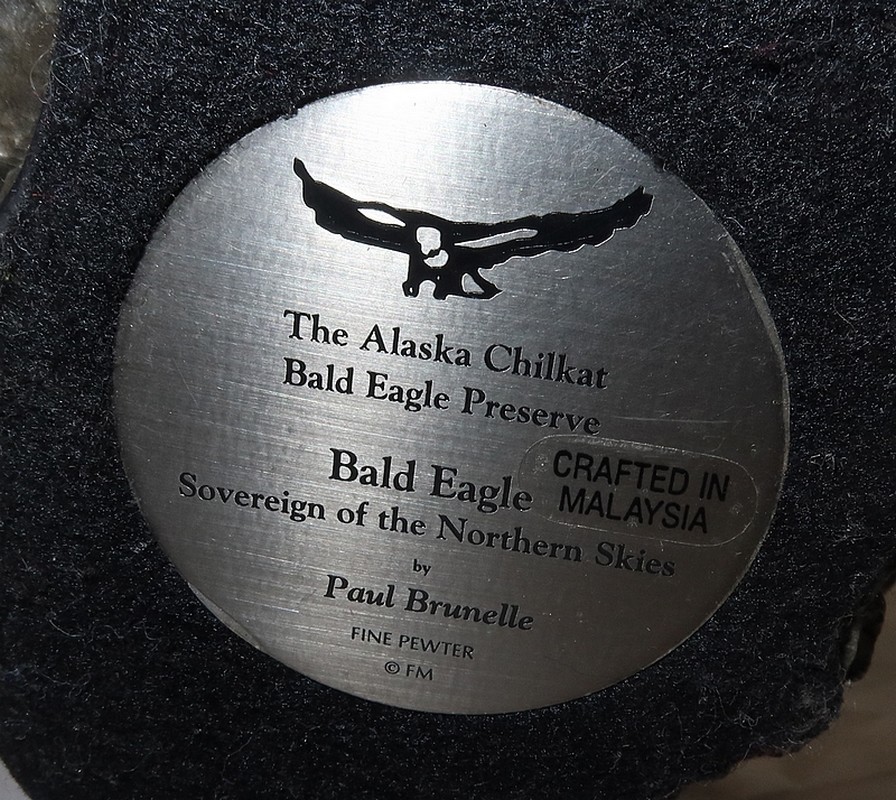 The Alaska Chilkat
Bald Eagle Preserve
Bald Eagle
CRAFTED IN
MALAYSIA
Sovereign of the Northern Skies
by
Paul Brunelle
FINE PEWTER
© FM